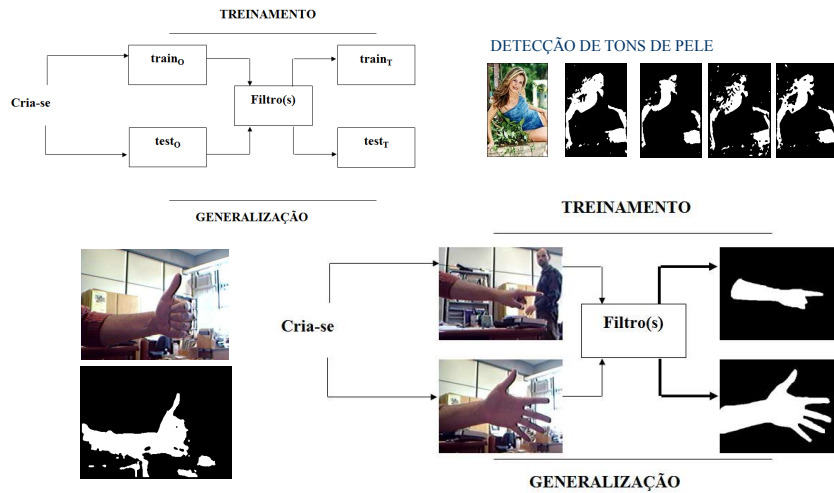 TREINAMENTO
train_O
train_T
Cria-se
Filtro(s)
test_O
test_T
GENERALIZAÇÃO
DETECÇÃO DE TONS DE PELE
TREINAMENTO
Cria-se
Filtro(s)
GENERALIZAÇÃO